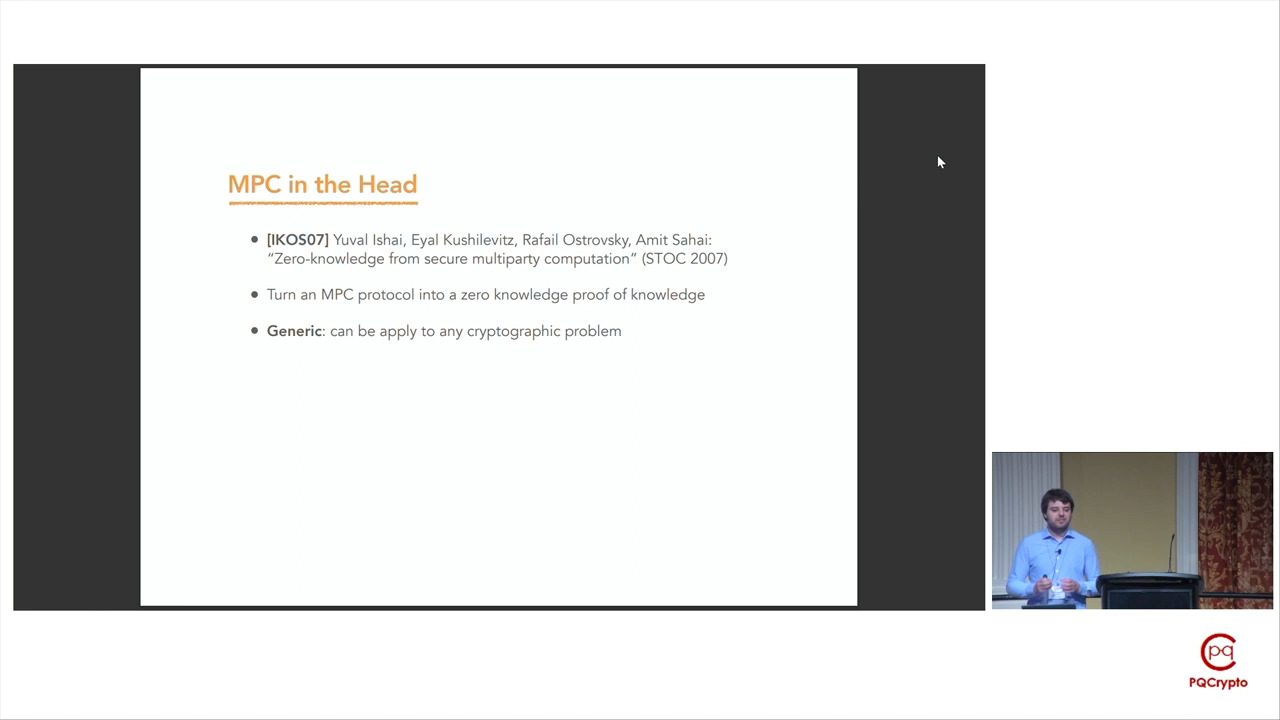 MPC in the Head
• [IKOS07] Yuval Ishai, Eyal Kushilevitz, Rafail Ostrovsky, Amit Sahai:
“Zero-knowledge from secure multiparty computation” (STOC 2007)
• Turn an MPC protocol into a zero knowledge proof of knowledge
• Generic: can be apply to any cryptographic problem
pq
PQCrypto